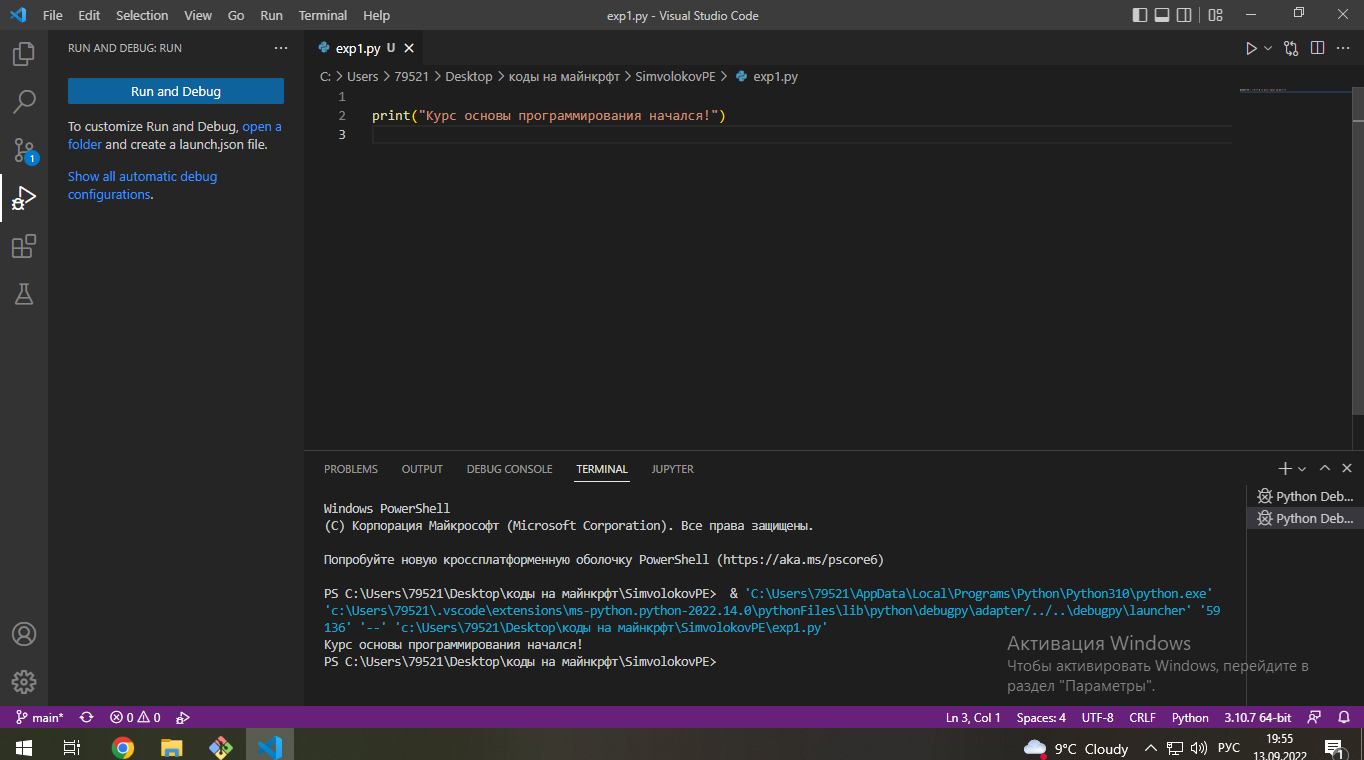 File Edit Selection View Go Run Terminal Help exp1.py - Visual Studio Code
RUN AND DEBUG: RUN ...
Run and Debug
To customize Run and Debug, open a
folder and create a launch.json file.
Show all automatic debug
configurations.
1
exp1.py U
C: > Users > 79521 > Desktop > коды на майнкрфт > SimvolokovPE > exp1.py
1
2 print("Курс основы программирования начался!")
3
PROBLEMS OUTPUT DEBUG CONSOLE TERMINAL JUPYTER
Python Deb...
Python Deb...
Windows PowerShell
(C) Корпорация Майкрософт (Microsoft Corporation). Все права защищены.
Попробуйте новую кроссплатформенную оболочку PowerShell (https://aka.ms/pscore6)
PS C:\Users\79521\Desktop\коды на майнкрфт\SimvolokovPE>  & 'C:\Users\79521\AppData\Local\Programs\Python\Python310\python.exe'
'c:\Users\79521\.vscode\extensions\ms-python.python-2022.14.0\pythonFiles\lib\python\debugpy\adapter/../..\debugpy\launcher' '59
136' '--' 'c:\Users\79521\Desktop\коды на майнкрфт\SimvolokovPE\exp1.py'
Курс основы программирования начался!
PS C:\Users\79521\Desktop\коды на майнкрфт\SimvolokovPE>
Активация Windows
Чтобы активировать Windows, перейдите в
раздел "Параметры".
main* 0 0 Ln 3, Col 1 Spaces: 4 UTF-8 CRLF Python 3.10.7 64-bit
9°C Cloudy РУС 19:55
13.09.2022
1